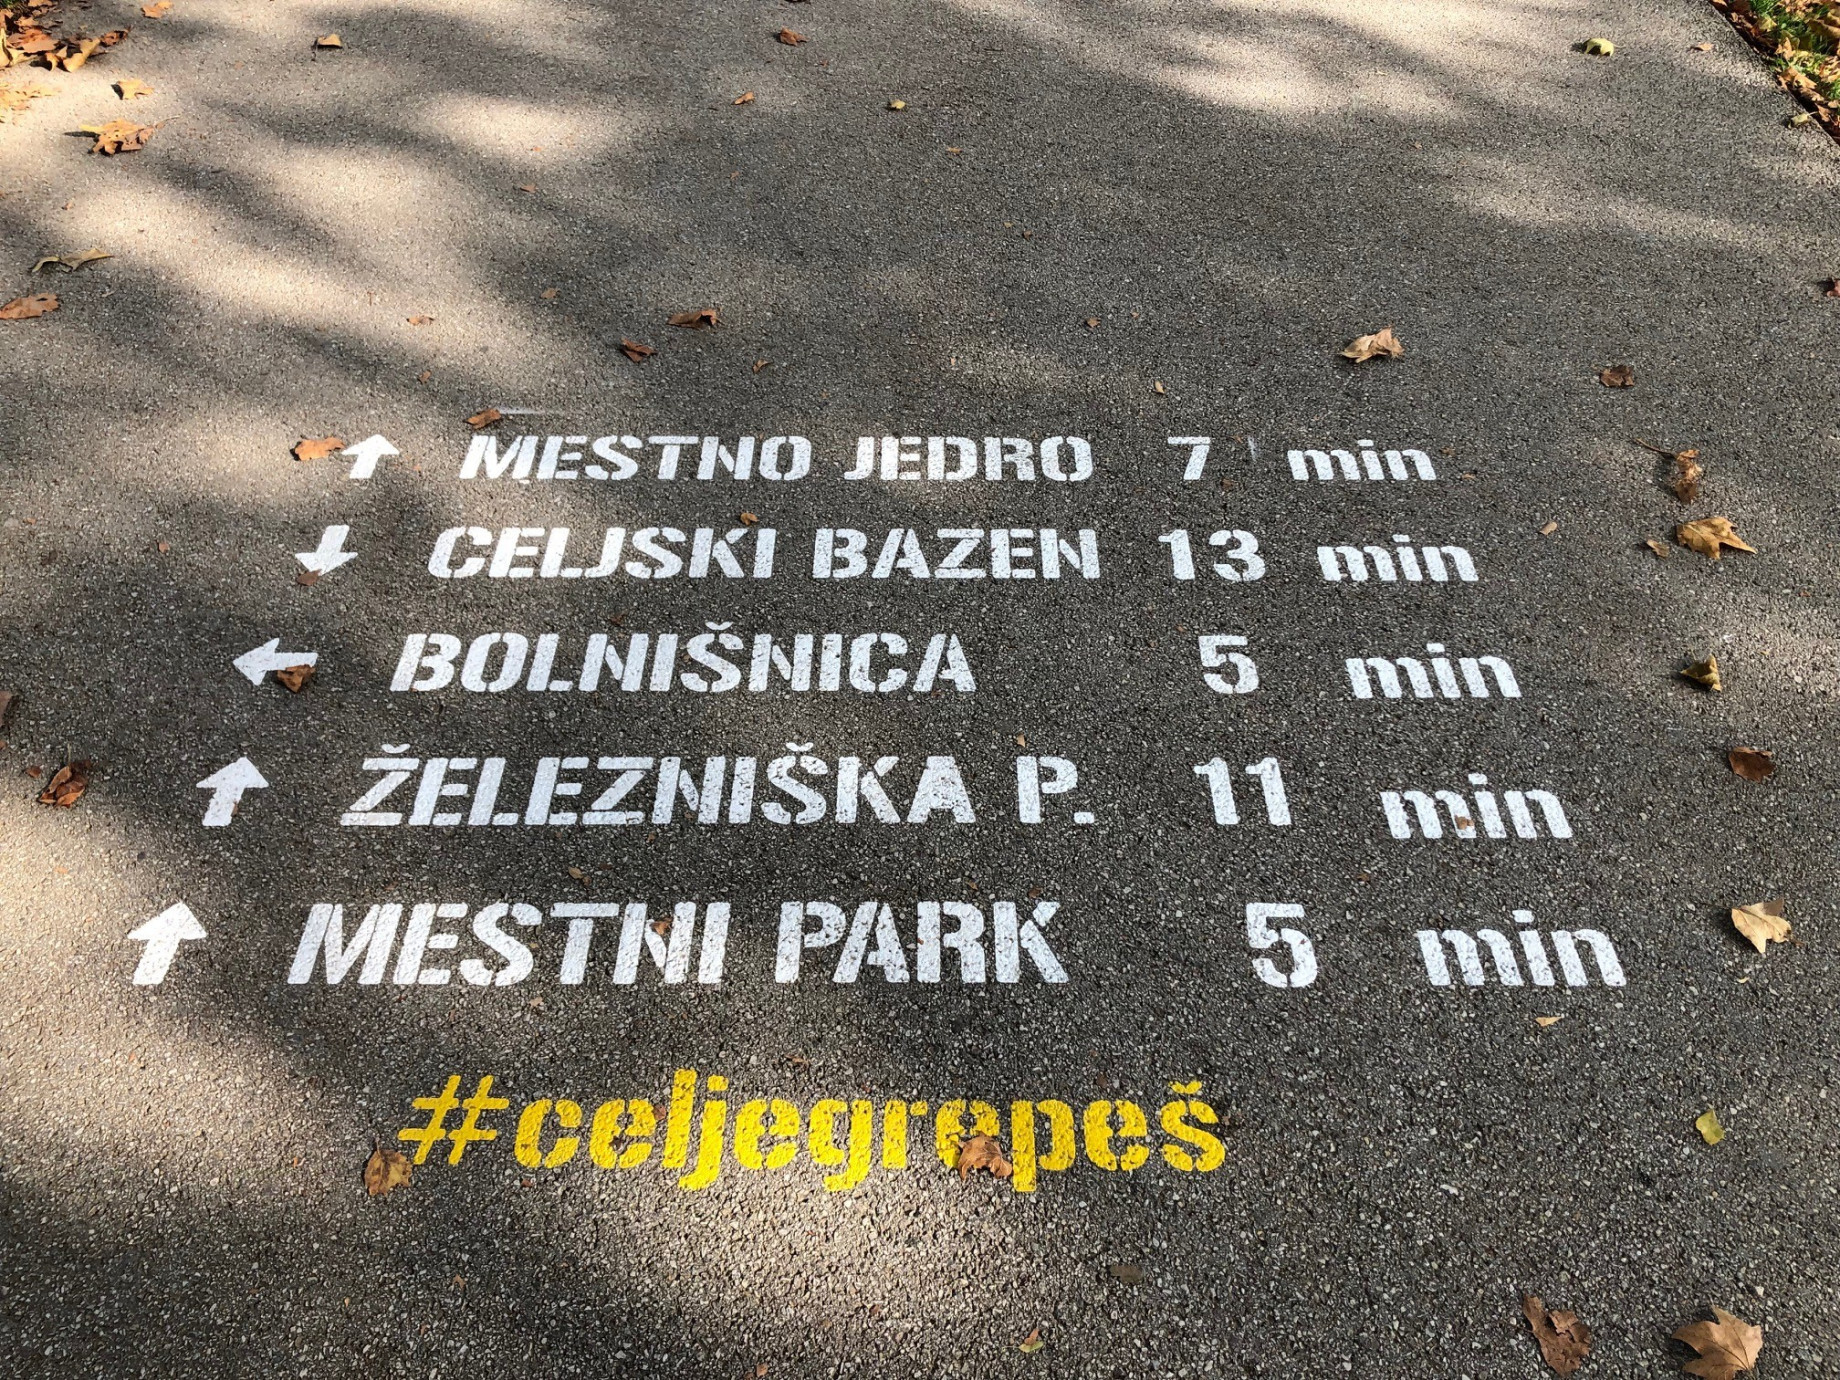 ↑ MESTNO JEDRO 7 min
↓ CELJSKI BAZEN 13 min
← BOLNIŠNICA 5 min
↑ ŽELEZNIŠKA P. 11 min
↑ MESTNI PARK 5 min
#celjegrepeš